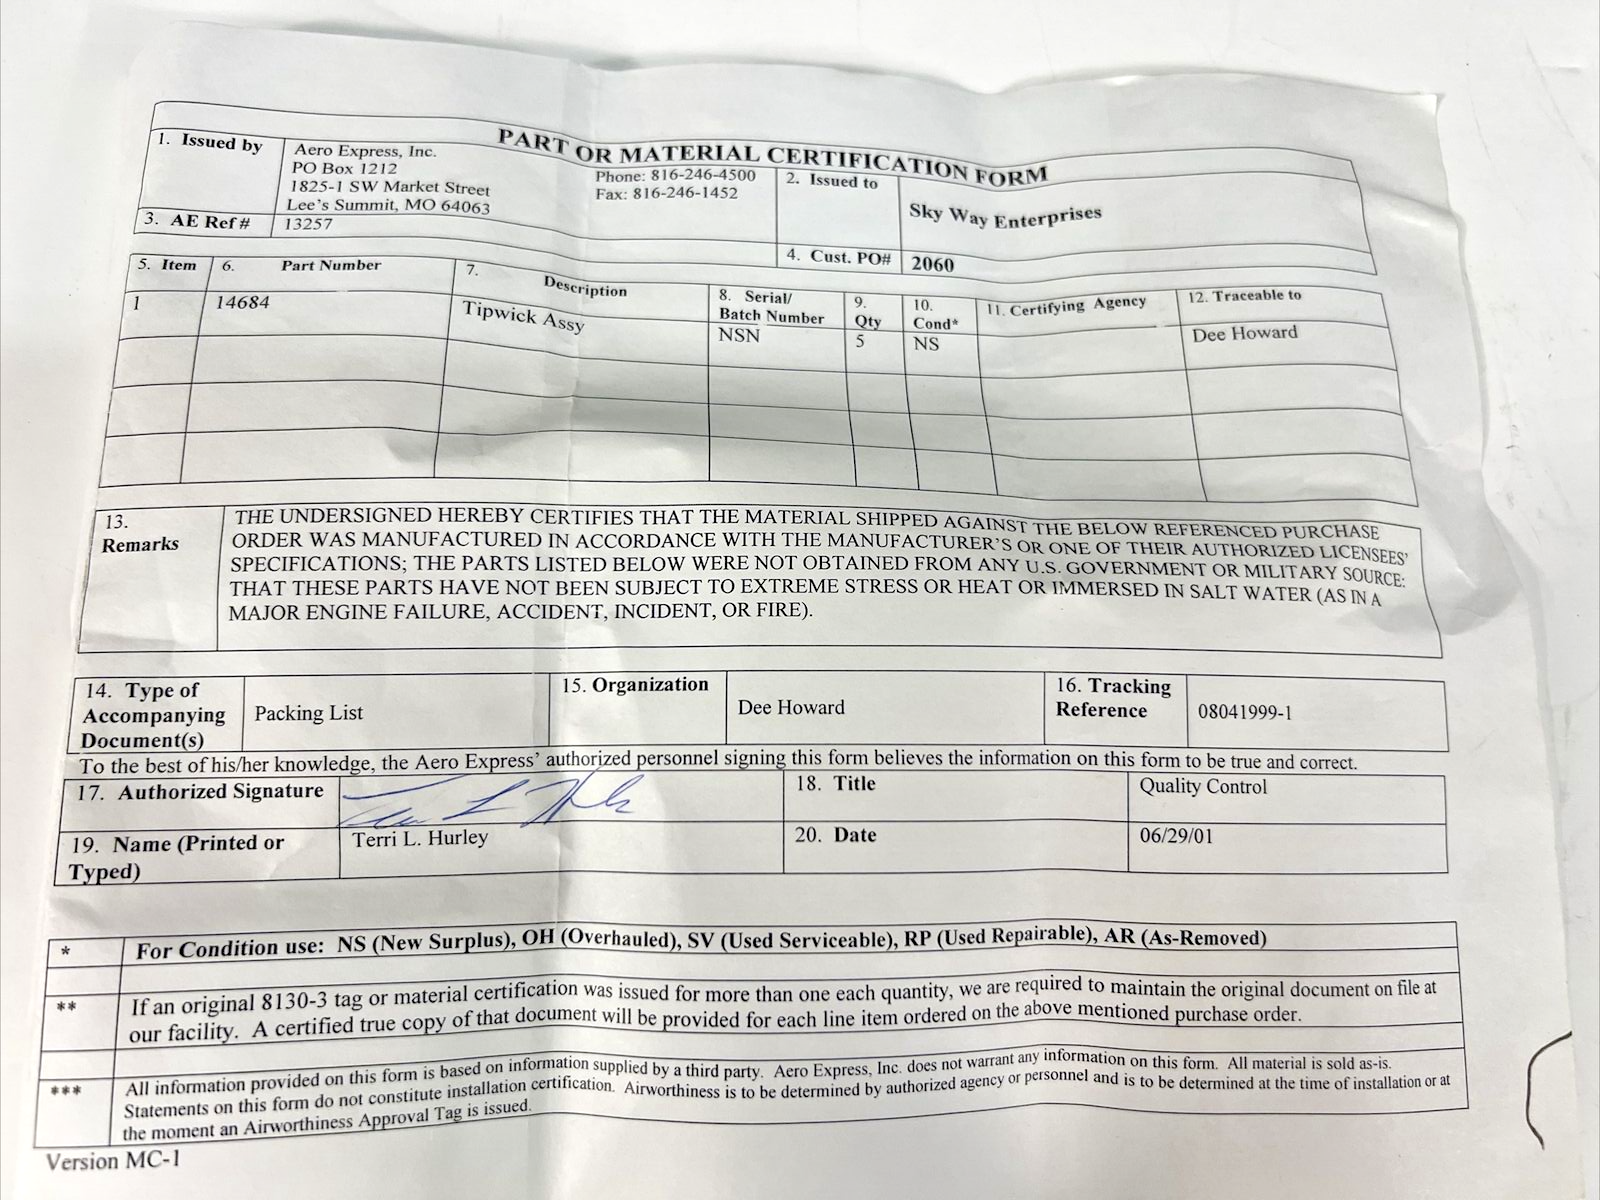 PART OR MATERIAL CERTIFICATION FORM
1. Issued by
Aero Express, Inc.
PO Box 1212
1825-1 SW Market Street
Lee's Summit, MO 64063
Phone: 816-246-4500
Fax: 816-246-1452
2. Issued to
Sky Way Enterprises
3. AE Ref #
13257
4. Cust. PO#
2060
5. Item
6. Part Number
7. Description
8. Serial/
Batch Number
9.
Qty
10.
Cond*
11. Certifying Agency
12. Traceable to
1
14684
Tipwick Assy
NSN
5
NS
Dee Howard
13.
Remarks
THE UNDERSIGNED HEREBY CERTIFIES THAT THE MATERIAL SHIPPED AGAINST THE BELOW REFERENCED PURCHASE
ORDER WAS MANUFACTURED IN ACCORDANCE WITH THE MANUFACTURER'S OR ONE OF THEIR AUTHORIZED LICENSEES'
SPECIFICATIONS; THE PARTS LISTED BELOW WERE NOT OBTAINED FROM ANY U.S. GOVERNMENT OR MILITARY SOURCE:
THAT THESE PARTS HAVE NOT BEEN SUBJECT TO EXTREME STRESS OR HEAT OR IMMERSED IN SALT WATER (AS IN A
MAJOR ENGINE FAILURE, ACCIDENT, INCIDENT, OR FIRE).
14. Type of
Accompanying
Document(s)
Packing List
15. Organization
Dee Howard
16. Tracking
Reference
08041999-1
To the best of his/her knowledge, the Aero Express' authorized personnel signing this form believes the information on this form to be true and correct.
17. Authorized Signature
18. Title
Quality Control
19. Name (Printed or
Typed)
Terri L. Hurley
20. Date
06/29/01
* For Condition use: NS (New Surplus), OH (Overhauled), SV (Used Serviceable), RP (Used Repairable), AR (As-Removed)
** If an original 8130-3 tag or material certification was issued for more than one each quantity, we are required to maintain the original document on file at
our facility. A certified true copy of that document will be provided for each line item ordered on the above mentioned purchase order.
*** All information provided on this form is based on information supplied by a third party. Aero Express, Inc. does not warrant any information on this form. All material is sold as-is.
Statements on this form do not constitute installation certification. Airworthiness is to be determined by authorized agency or personnel and is to be determined at the time of installation or at
the moment an Airworthiness Approval Tag is issued.
Version MC-1